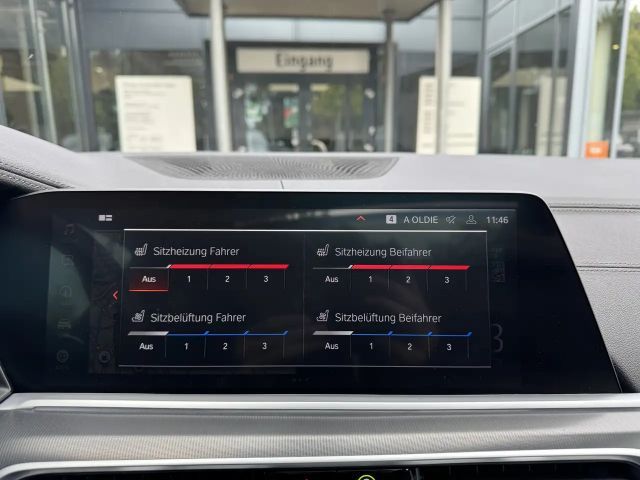 Eingang
4 A OLDIE 11:46
Sitzheizung Fahrer
Aus 1 2 3
Sitzheizung Beifahrer
Aus 1 2 3
Sitzbelüftung Fahrer
Aus 1 2 3
Sitzbelüftung Beifahrer
Aus 1 2 3
3